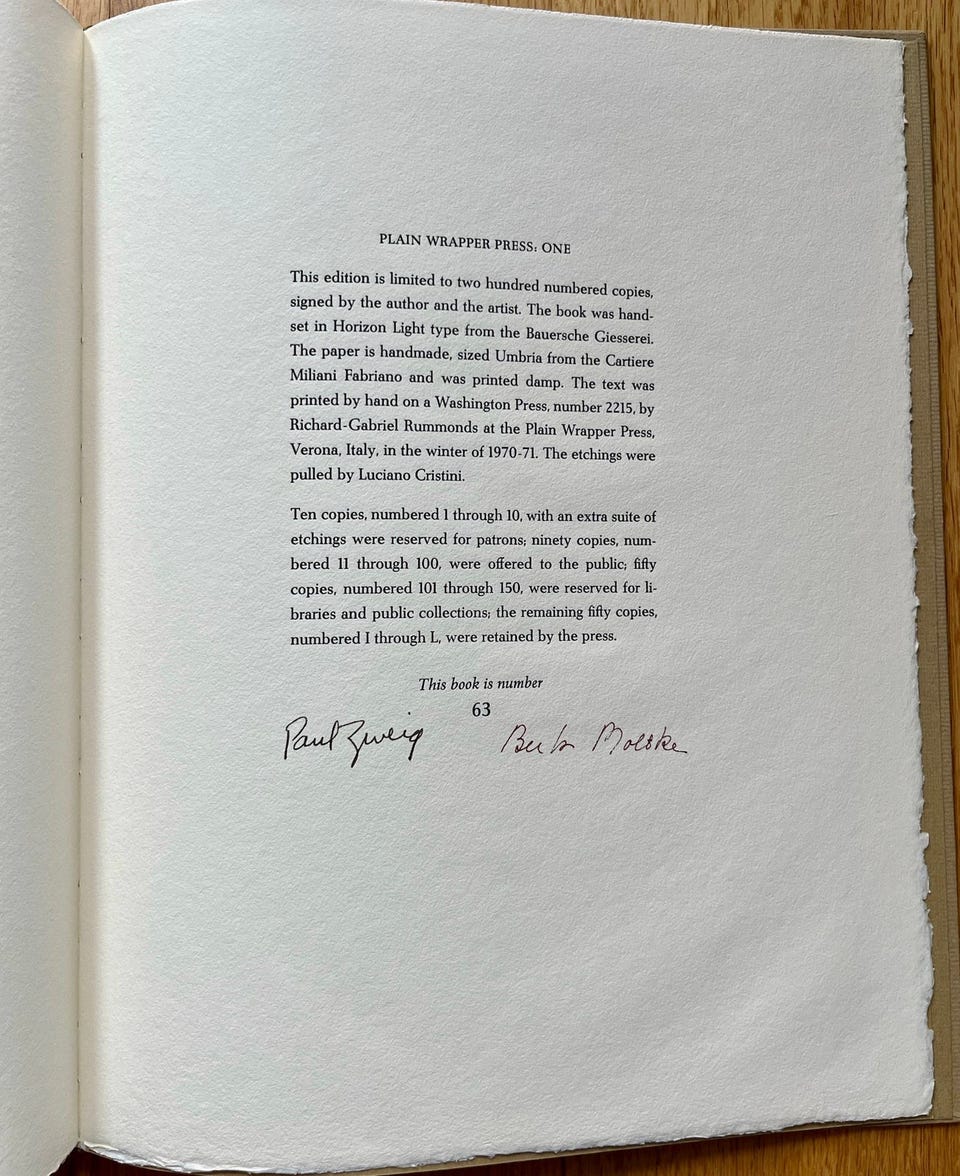 PLAIN WRAPPER PRESS: ONE
This edition is limited to two hundred numbered copies,
signed by the author and the artist. The book was hand-
set in Horizon Light type from the Bauersche Giesserei.
The paper is handmade, sized Umbria from the Cartiere
Miliani Fabriano and was printed damp. The text was
printed by hand on a Washington Press, number 2215, by
Richard-Gabriel Rummonds at the Plain Wrapper Press,
Verona, Italy, in the winter of 1970-71. The etchings were
pulled by Luciano Cristini.
Ten copies, numbered 1 through 10, with an extra suite of
etchings were reserved for patrons; ninety copies, num-
bered 11 through 100, were offered to the public; fifty
copies, numbered 101 through 150, were reserved for li-
braries and public collections; the remaining fifty copies,
numbered I through L, were retained by the press.
This book is number
63
Paul Zweig Moltke